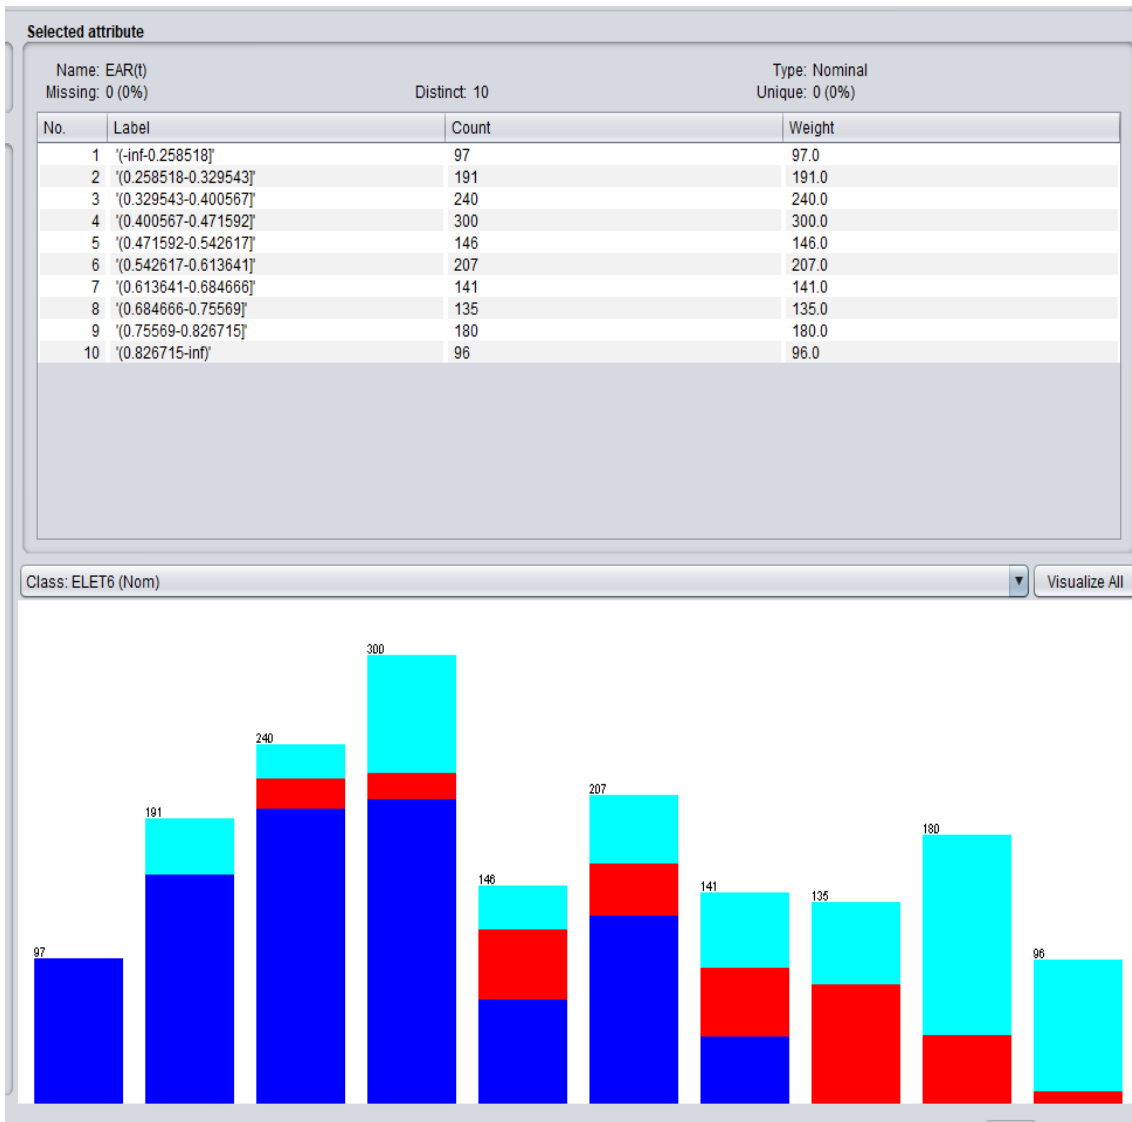 Selected attribute
Name: EAR(t) Type: Nominal
Missing: 0 (0%) Distinct: 10 Unique: 0 (0%)
No. Label Count Weight
1 '(-inf-0.258518]' 97 97.0
2 '(0.258518-0.329543]' 191 191.0
3 '(0.329543-0.400567]' 240 240.0
4 '(0.400567-0.471592]' 300 300.0
5 '(0.471592-0.542617]' 146 146.0
6 '(0.542617-0.613641]' 207 207.0
7 '(0.613641-0.684666]' 141 141.0
8 '(0.684666-0.75569]' 135 135.0
9 '(0.75569-0.826715]' 180 180.0
10 '(0.826715-inf)' 96 96.0
Class: ELET6 (Nom) Visualize All
300
240
207
191
180
146
141
135
97
96